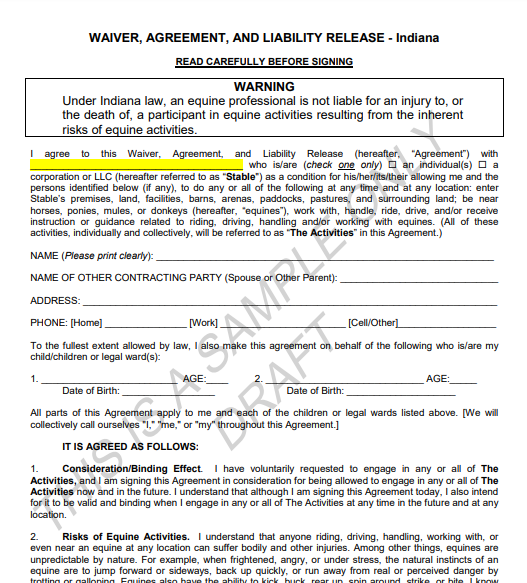 WAIVER, AGREEMENT, AND LIABILITY RELEASE - Indiana
READ CAREFULLY BEFORE SIGNING
WARNING
Under Indiana law, an equine professional is not liable for an injury to, or
the death of, a participant in equine activities resulting from the inherent
risks of equine activities.
I agree to this Waiver, Agreement, and Liability Release (hereafter, “Agreement”) with
____________________ who is/are (check one only) ☐ an individual(s) ☐ a
corporation or LLC (hereafter referred to as “Stable”) as a condition for his/her/its/their allowing me and the
persons identified below (if any), to do any or all of the following at any time and at any location: enter
Stable’s premises, land, facilities, barns, arenas, paddocks, pastures and surrounding land; be near
horses, ponies, mules, or donkeys (hereafter, “equines”), work with, handle, ride, drive, and/or receive
instruction or guidance related to riding, driving, handling and/or working with equines. (All of these
activities, individually and collectively, will be referred to as “The Activities” in this Agreement.)
NAME (Please print clearly): ____________________
NAME OF OTHER CONTRACTING PARTY (Spouse or Other Parent): ____________________
ADDRESS: ____________________
PHONE: [Home] _______________ [Work] _______________ [Cell/Other]_______________
To the fullest extent allowed by law, I also make this agreement on behalf of the following who is/are my
child/children or legal ward(s):
1. ____________________ AGE:____ 2. ____________________ AGE:_____
Date of Birth: _______________ Date of Birth: _______________
All parts of this Agreement apply to me and each of the children or legal wards listed above. [We will
collectively call ourselves "I," "me," or "my" throughout this Agreement.]
IT IS AGREED AS FOLLOWS:
1. Consideration/Binding Effect. I have voluntarily requested to engage in any or all of The
Activities, and I am signing this Agreement in consideration for being allowed to engage in any or all of The
Activities now and in the future. I understand that although I am signing this Agreement today, I also intend
for it to be valid and binding when I engage in any or all of The Activities at any time in the future and at any
location.
2. Risks of Equine Activities. I understand that anyone riding, driving, handling, working with, or
even near an equine at any location can suffer bodily and other injuries. Among other things, equines are
unpredictable by nature. For example, when frightened, angry, or under stress, the natural instincts of an
equine are to jump forward or sideways, back up quickly, or run away from real or perceived danger by
trotting or galloping. Equines also have the ability to kick, buck, rear up, spin around, strike, or bite. I know
THIS IS A SAMPLE ONLY
DRAFT